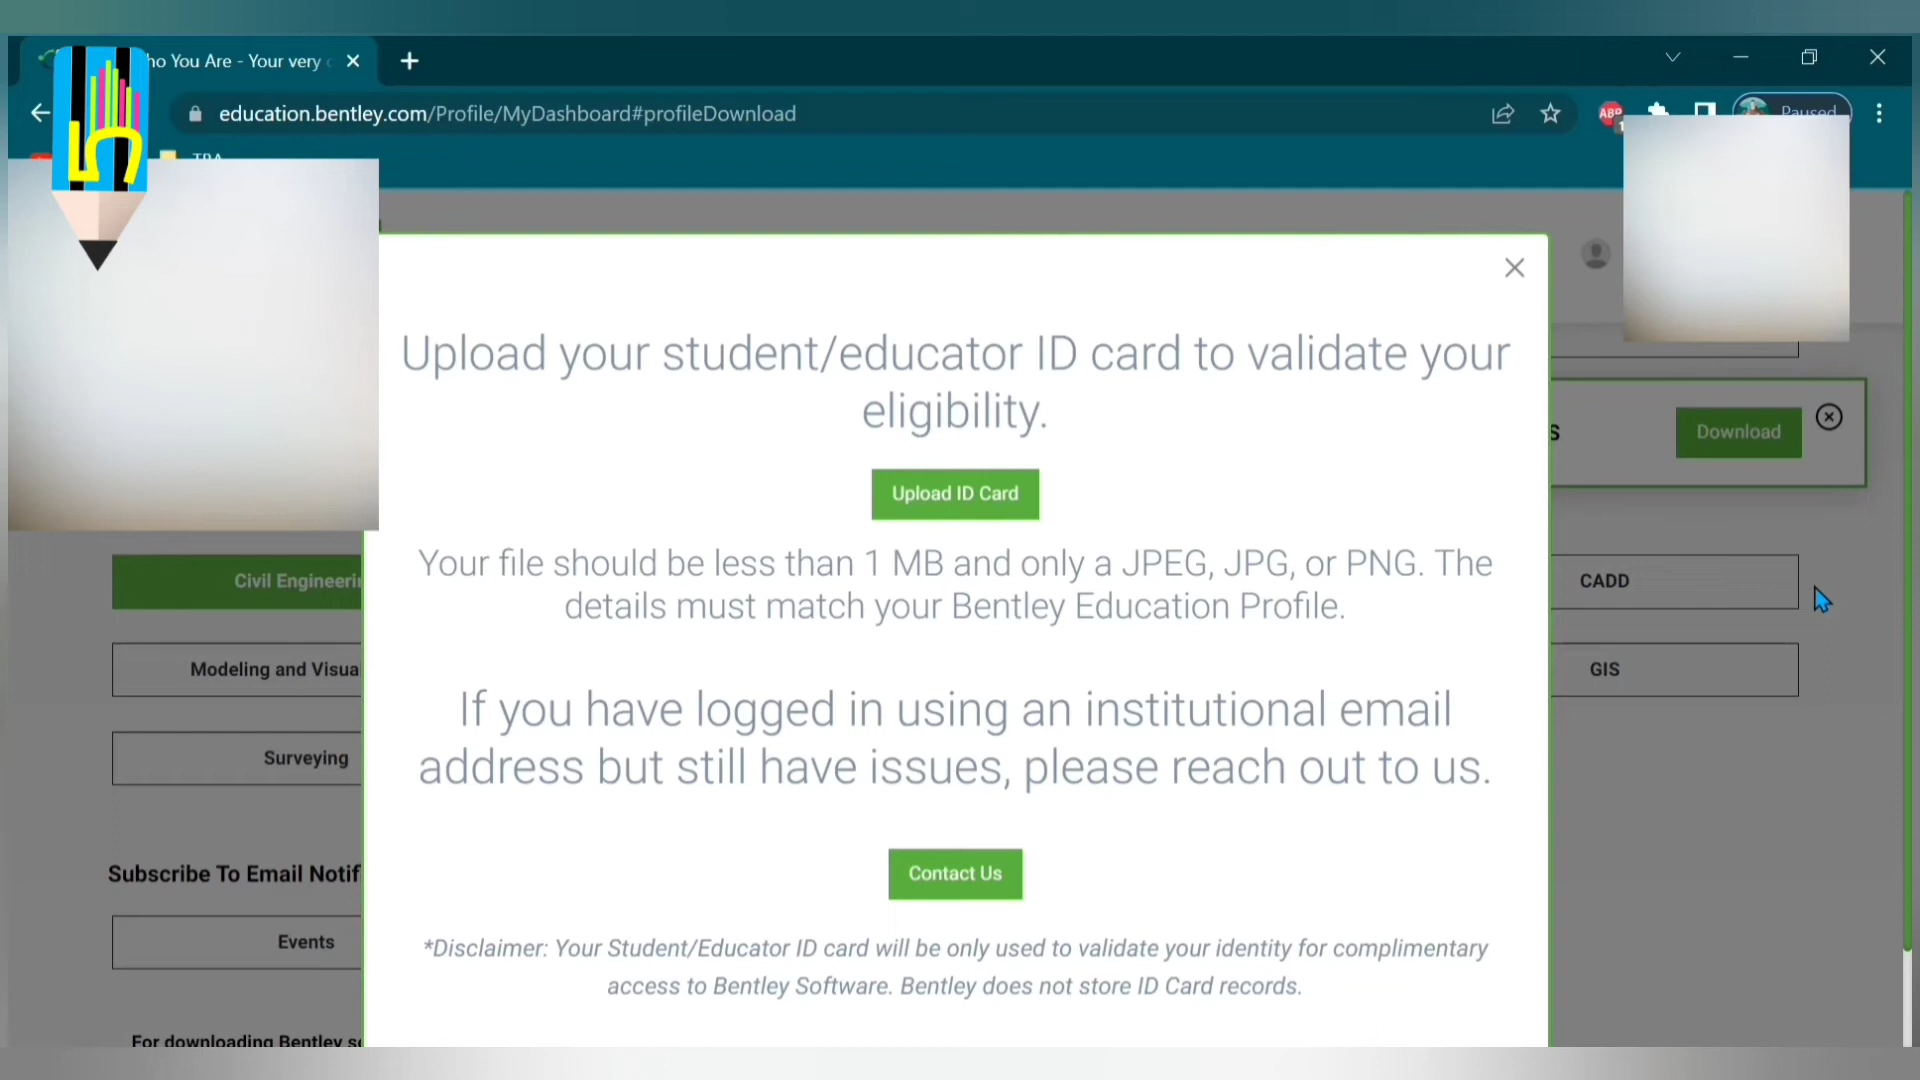 ho You Are - Your very
education.bentley.com/Profile/MyDashboard#profileDownload
ABP
Paused
TBA
Upload your student/educator ID card to validate your
eligibility.
Upload ID Card
Your file should be less than 1 MB and only a JPEG, JPG, or PNG. The
details must match your Bentley Education Profile.
If you have logged in using an institutional email
address but still have issues, please reach out to us.
Contact Us
*Disclaimer: Your Student/Educator ID card will be only used to validate your identity for complimentary
access to Bentley Software. Bentley does not store ID Card records.
S
Download
Civil Engineerin
CADD
Modeling and Visua
GIS
Surveying
Subscribe To Email Notif
Events
For downloading Bentley